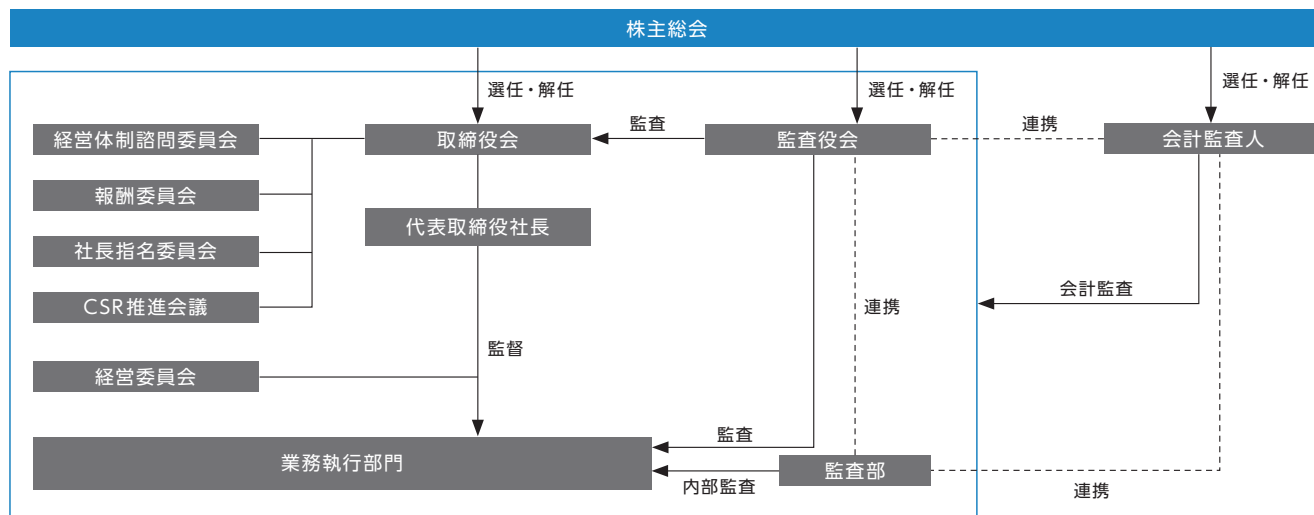 株主総会
選任・解任
選任・解任
選任・解任
経営体制諮問委員会
取締役会
監査
監査役会
連携
会計監査人
報酬委員会
代表取締役社長
社長指名委員会
CSR推進会議
連携
会計監査
監督
経営委員会
監査
業務執行部門
内部監査
監査部
連携